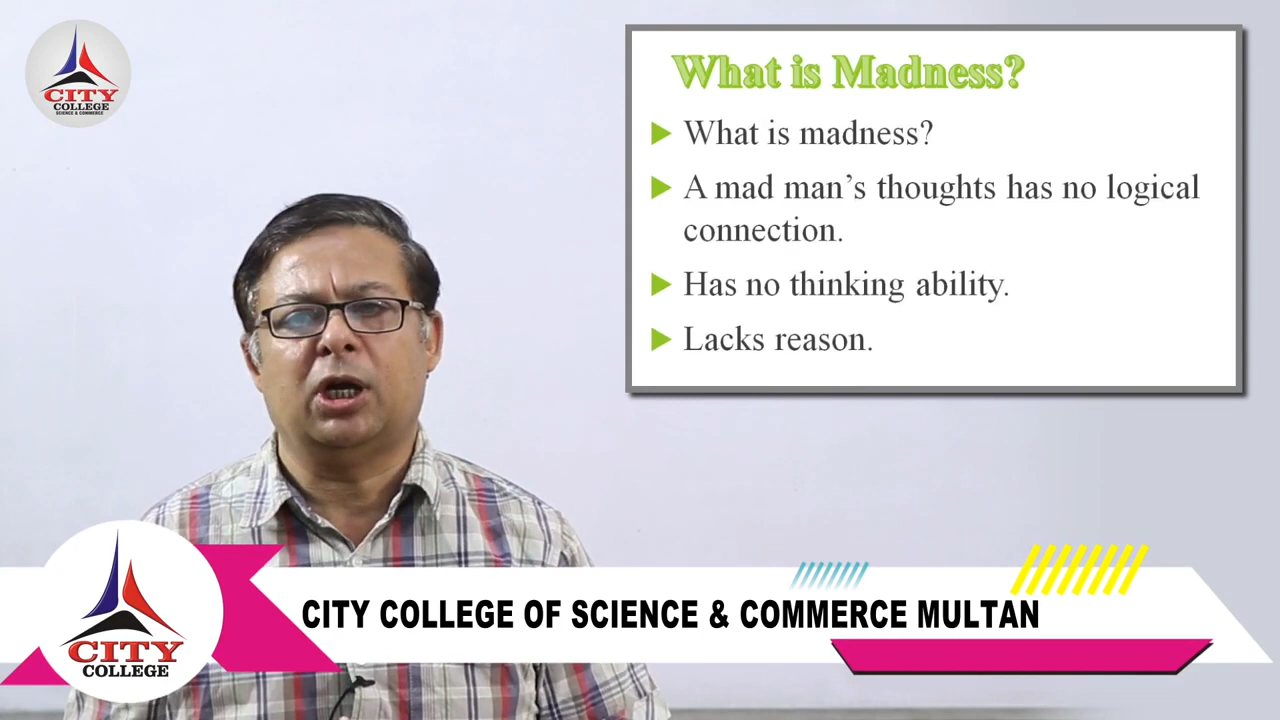 CITY
COLLEGE
SCIENCE & COMMERCE
What is Madness?
What is madness?
A mad man's thoughts has no logical
connection.
Has no thinking ability.
Lacks reason.
CITY COLLEGE OF SCIENCE & COMMERCE MULTAN
CITY
COLLEGE